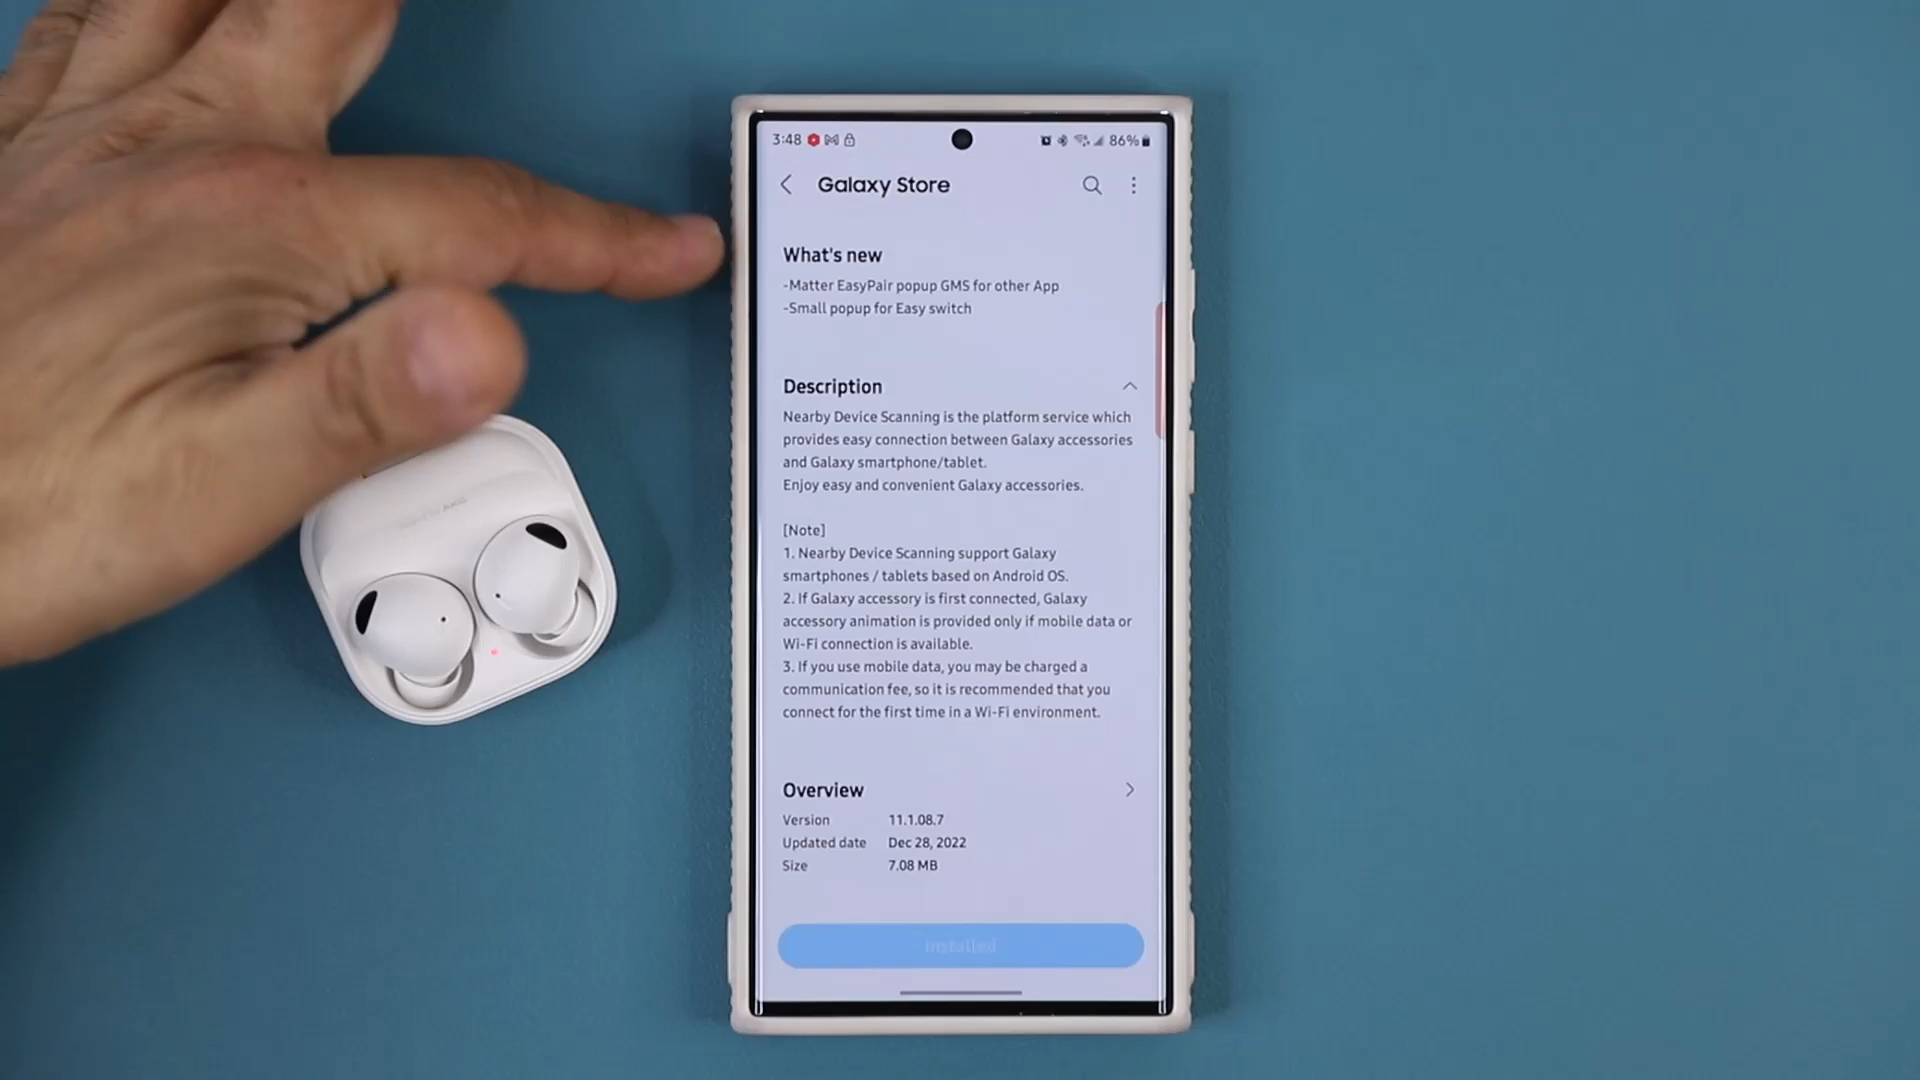 3:48 86%
Galaxy Store
What's new
-Matter EasyPair popup GMS for other App
-Small popup for Easy switch
Description
Nearby Device Scanning is the platform service which
provides easy connection between Galaxy accessories
and Galaxy smartphone/tablet.
Enjoy easy and convenient Galaxy accessories.
[Note]
1. Nearby Device Scanning support Galaxy
smartphones / tablets based on Android OS.
2. If Galaxy accessory is first connected, Galaxy
accessory animation is provided only if mobile data or
Wi-Fi connection is available.
3. If you use mobile data, you may be charged a
communication fee, so it is recommended that you
connect for the first time in a Wi-Fi environment.
Overview
Version 11.1.08.7
Updated date Dec 28, 2022
Size 7.08 MB
Installed